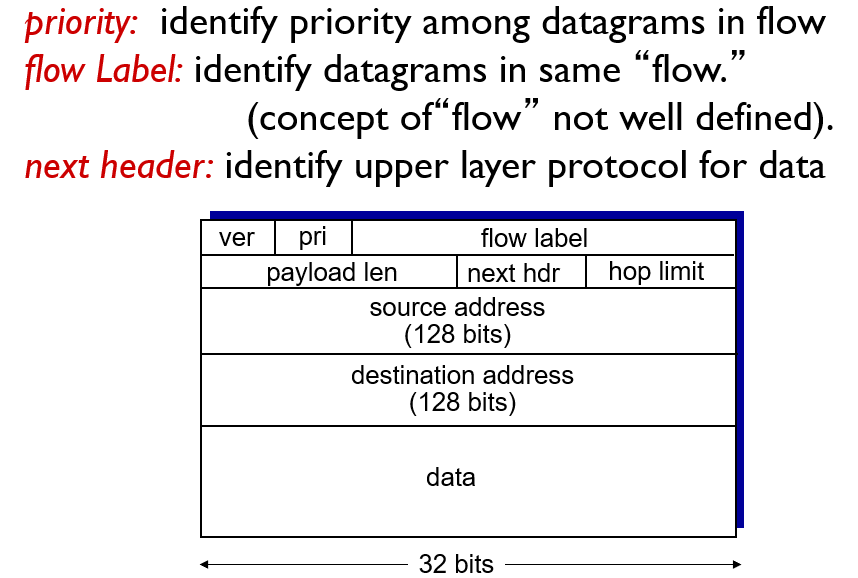 priority: identify priority among datagrams in flow
flow Label: identify datagrams in same “flow.”
(concept of“flow” not well defined).
next header: identify upper layer protocol for data
ver pri flow label
payload len next hdr hop limit
source address
(128 bits)
destination address
(128 bits)
data
32 bits